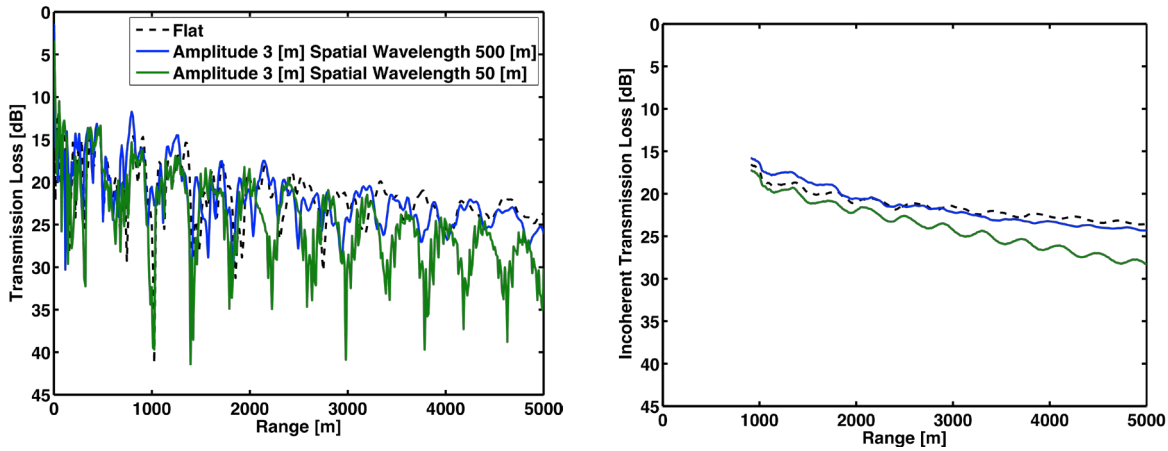 0
5
10
15
20
25
30
35
40
45
Transmission Loss [dB]
Flat
Amplitude 3 [m] Spatial Wavelength 500 [m]
Amplitude 3 [m] Spatial Wavelength 50 [m]
0 1000 2000 3000 4000 5000
Range [m]
0
5
10
15
20
25
30
35
40
45
Incoherent Transmission Loss [dB]
0 1000 2000 3000 4000 5000
Range [m]